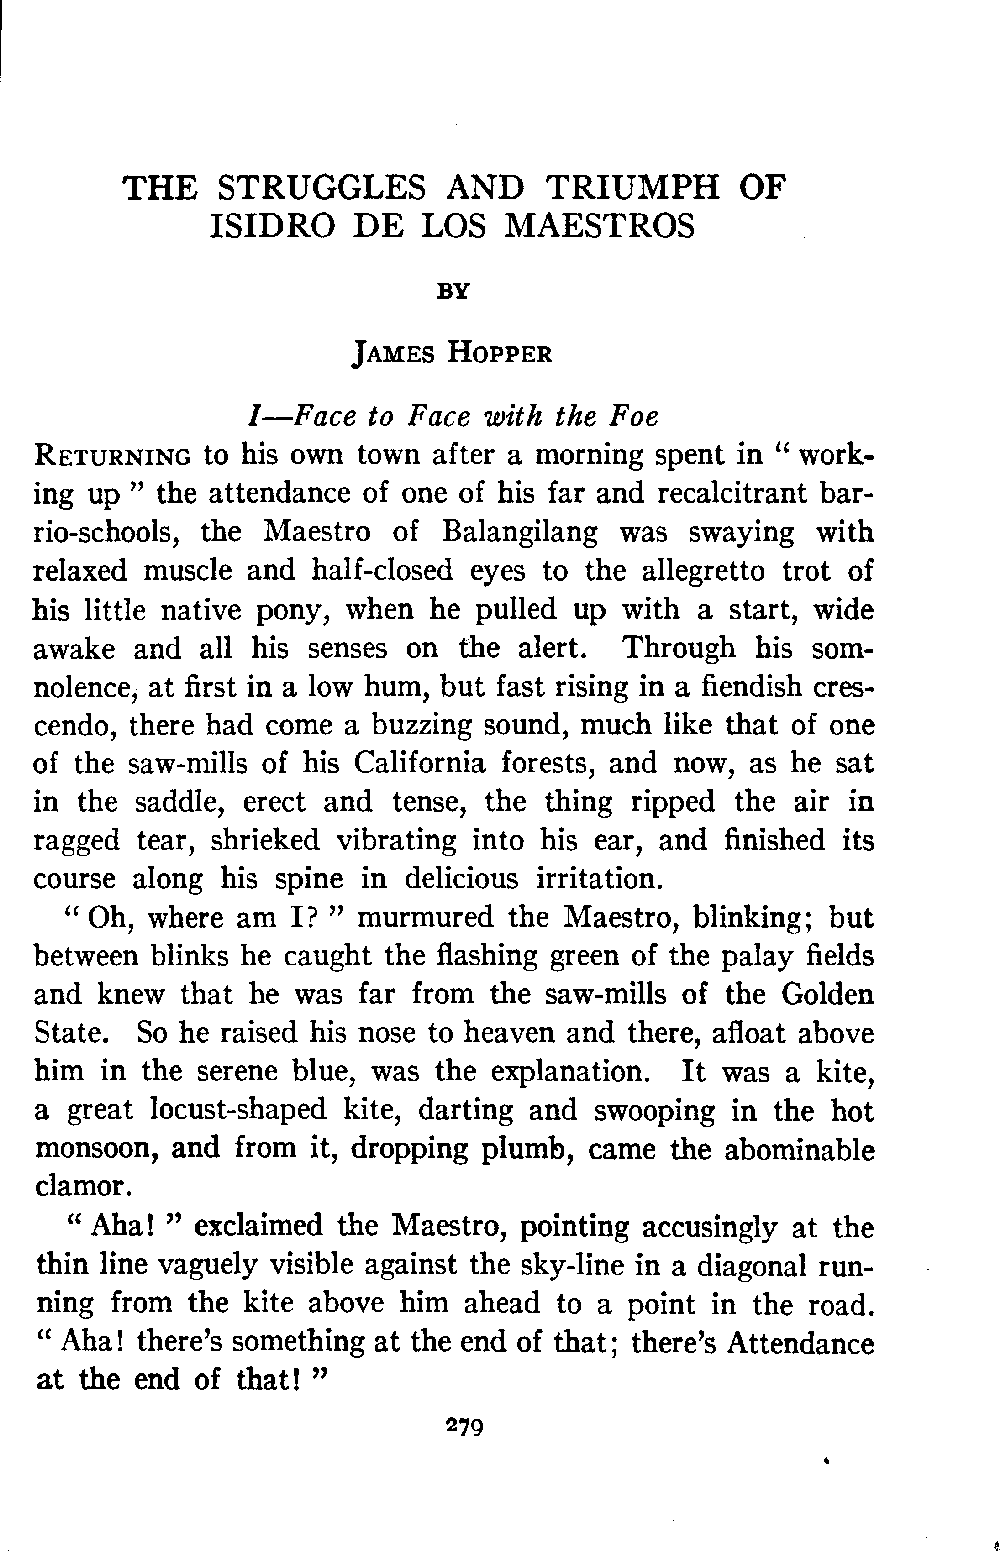 THE STRUGGLES AND TRIUMPH OF
ISIDRO DE LOS MAESTROS
BY
JAMES HOPPER
I—Face to Face with the Foe
RETURNING to his own town after a morning spent in “ work-
ing up ” the attendance of one of his far and recalcitrant bar-
rio-schools, the Maestro of Balangilang was swaying with
relaxed muscle and half-closed eyes to the allegretto trot of
his little native pony, when he pulled up with a start, wide
awake and all his senses on the alert. Through his som-
nolence, at first in a low hum, but fast rising in a fiendish cres-
cendo, there had come a buzzing sound, much like that of one
of the saw-mills of his California forests, and now, as he sat
in the saddle, erect and tense, the thing ripped the air in
ragged tear, shrieked vibrating into his ear, and finished its
course along his spine in delicious irritation.
“ Oh, where am I? ” murmured the Maestro, blinking; but
between blinks he caught the flashing green of the palay fields
and knew that he was far from the saw-mills of the Golden
State. So he raised his nose to heaven and there, afloat above
him in the serene blue, was the explanation. It was a kite,
a great locust-shaped kite, darting and swooping in the hot
monsoon, and from it, dropping plumb, came the abominable
clamor.
“ Aha! ” exclaimed the Maestro, pointing accusingly at the
thin line vaguely visible against the sky-line in a diagonal run-
ning from the kite above him ahead to a point in the road.
“ Aha! there’s something at the end of that; there’s Attendance
at the end of that! ”
279